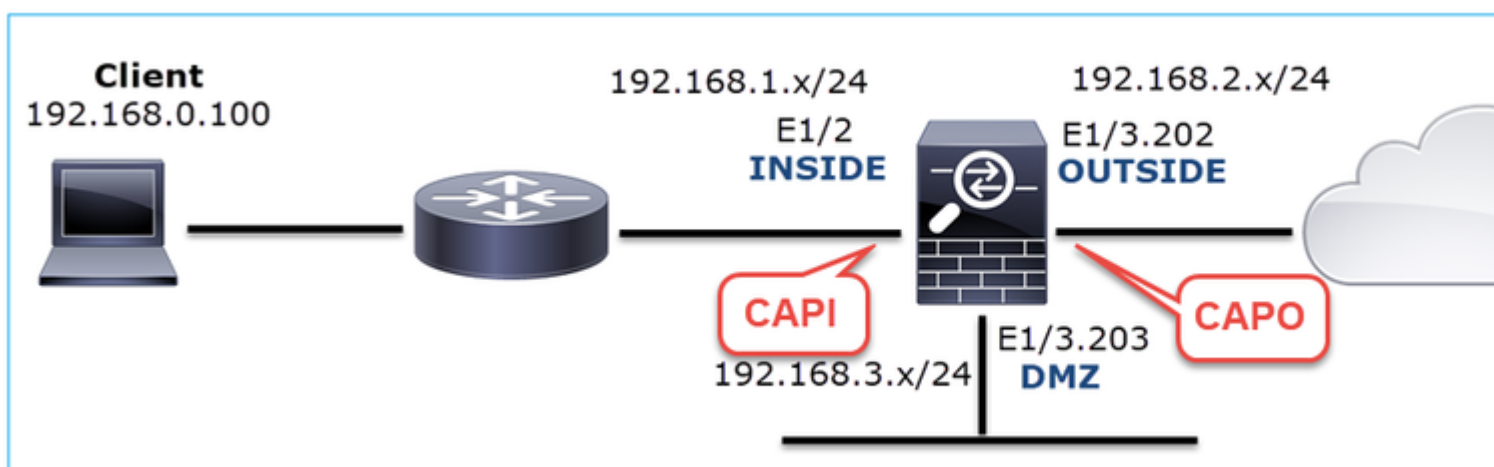 Client
192.168.0.100
192.168.1.x/24
E1/2
INSIDE
192.168.2.x/24
E1/3.202
OUTSIDE
CAPI
CAPO
E1/3.203
DMZ
192.168.3.x/24